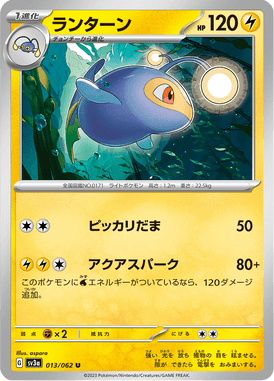 1進化 ランターン HP 120
チョンチーから進化
全国図鑑NO.0171 ライトポケモン 高さ:1.2m 重さ:22.5kg
ピッカリだま 50
アクアスパーク 80+
このポケモンにエネルギーがついているなら、120ダメージ
追加。
弱点 ×2 抵抗力 にげる
Illus. aspara
G sv3a 013/062 U
©2023 Pokémon/Nintendo/Creatures/GAME FREAK.